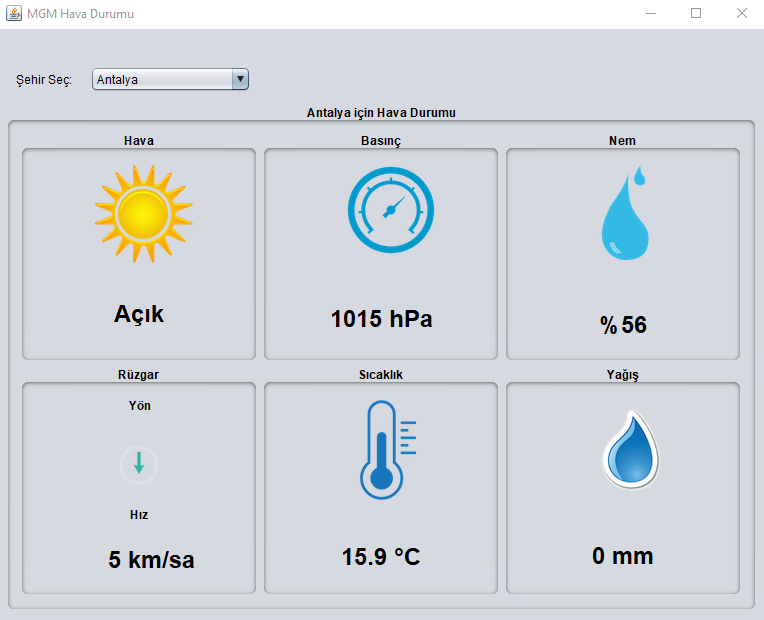 MGM Hava Durumu
Şehir Seç:
Antalya
Antalya için Hava Durumu
Hava
Açık
Basınç
1015 hPa
Nem
% 56
Rüzgar
Yön
Hız
5 km/sa
Sıcaklık
15.9 °C
Yağış
0 mm